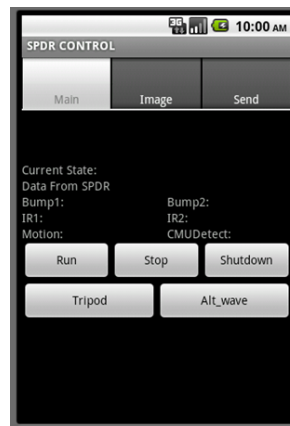 3G 10:00 AM
SPDR CONTROL
Main Image Send
Current State:
Data From SPDR
Bump1: Bump2:
IR1: IR2:
Motion: CMUDetect:
Run Stop Shutdown
Tripod Alt_wave